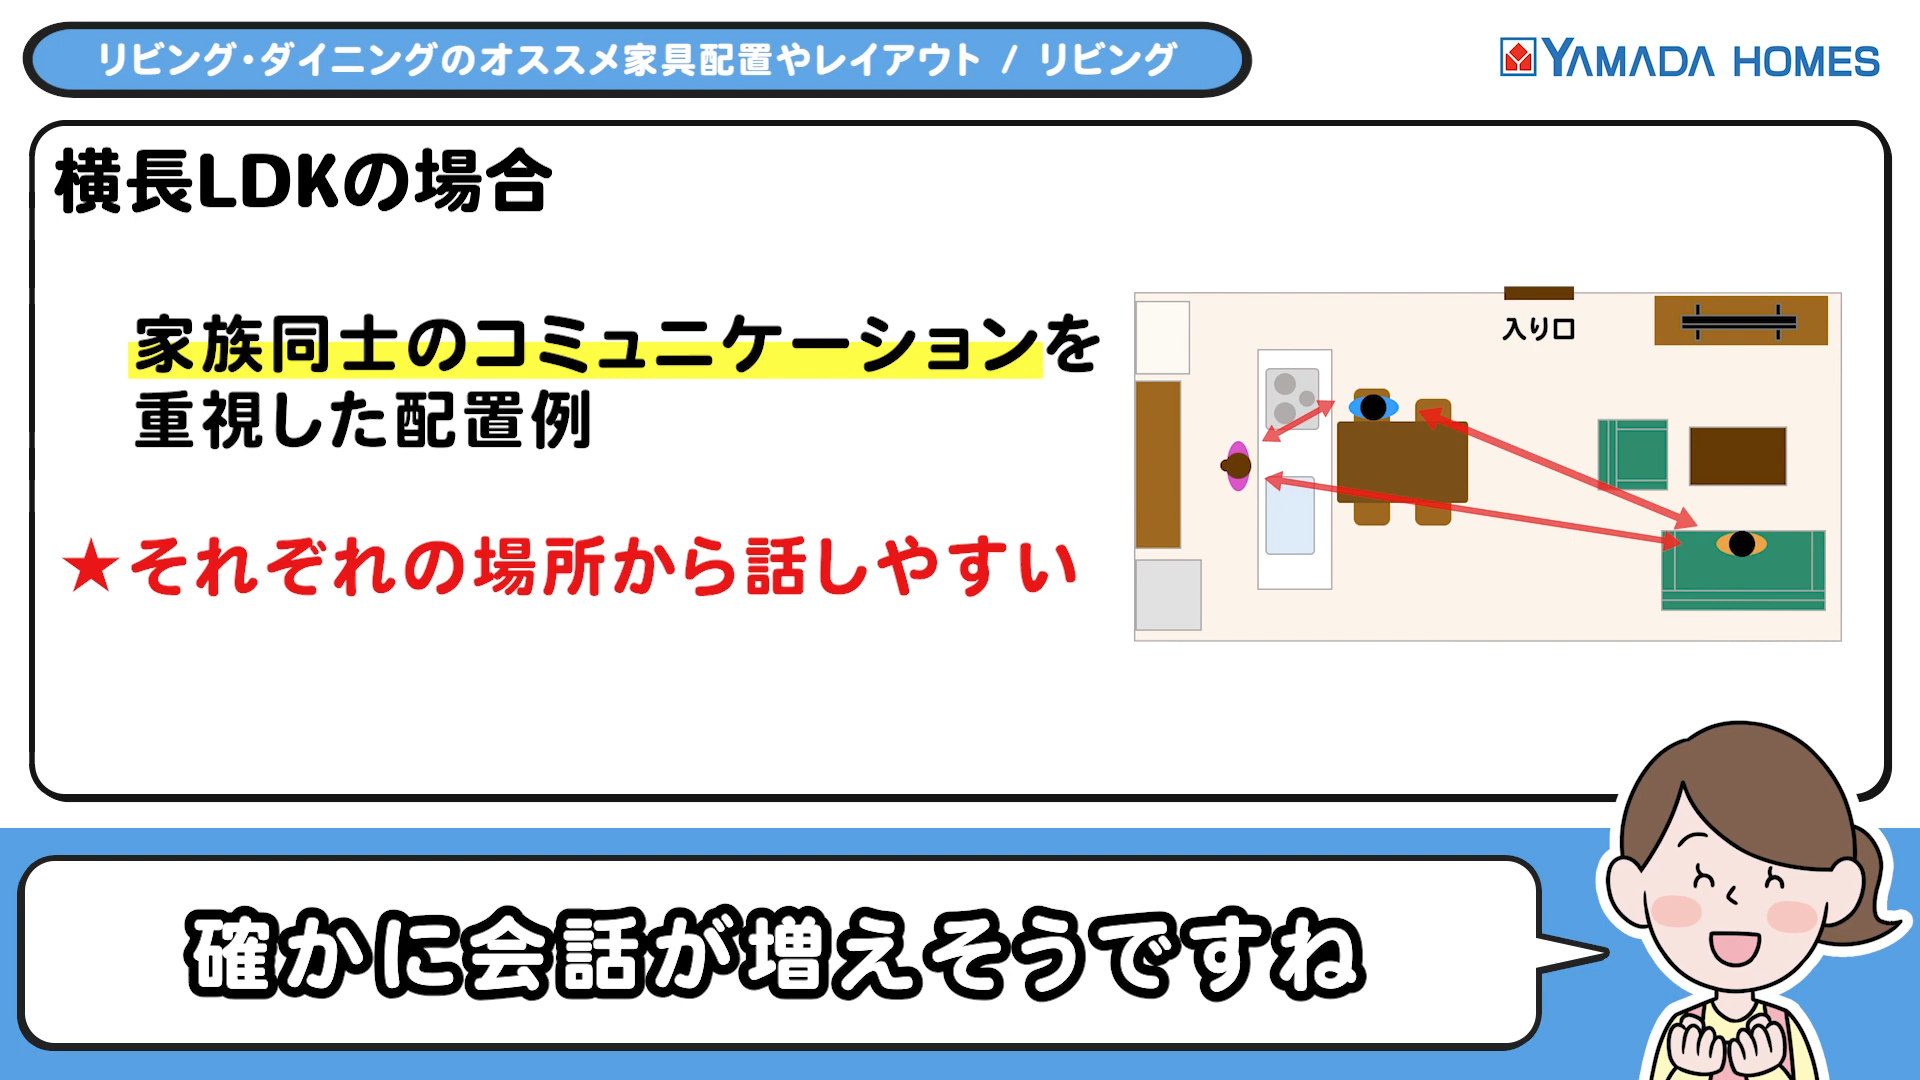 リビング・ダイニングのオススメ家具配置やレイアウト / リビング
YAMADA HOMES
横長LDKの場合
家族同士のコミュニケーションを
重視した配置例
★それぞれの場所から話しやすい
入り口
確かに会話が増えそうですね